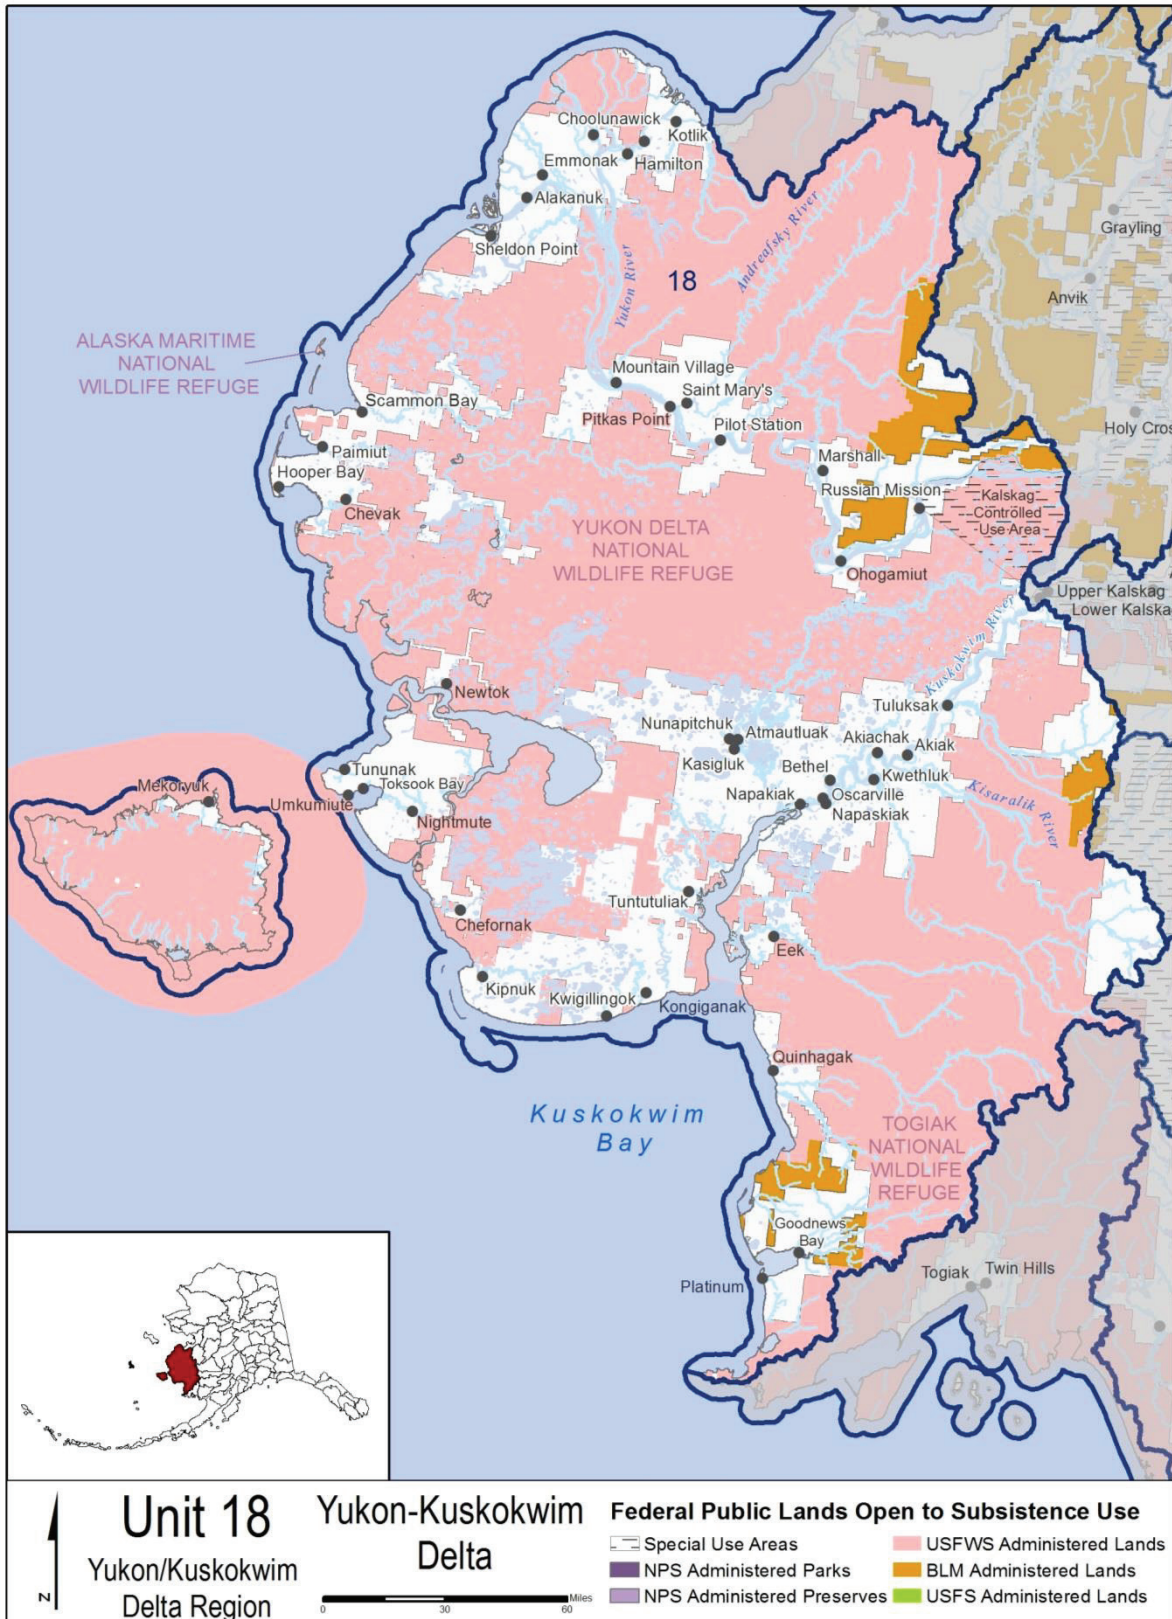 Choolunawick
Kotlik
Emmonak
Hamilton
Alakanuk
Sheldon Point
Yukon River
Andreafsky River
18
Grayling
Anvik
ALASKA MARITIME
NATIONAL
WILDLIFE REFUGE
Mountain Village
Saint Mary's
Scammon Bay
Pitkas Point
Pilot Station
Holy Cros
Paimiut
Marshall
Hooper Bay
Russian Mission
Kalskag
Controlled
Use Area
Chevak
YUKON DELTA
NATIONAL
WILDLIFE REFUGE
Ohogamiut
Upper Kalskag
Lower Kalska
Kuskokwim River
Newtok
Tuluksak
Nunapitchuk
Atmautluak
Akiachak
Akiak
Kasigluk
Bethel
Kwethluk
Tununak
Toksook Bay
Mekoryuk
Umkumiute
Napakiak
Oscarville
Napaskiak
Kisaralik River
Nightmute
Tuntutuliak
Chefornak
Eek
Kipnuk
Kwigillingok
Kongiganak
Quinhagak
Kuskokwim
Bay
TOGIAK
NATIONAL
WILDLIFE
REFUGE
Goodnews
Bay
Platinum
Togiak
Twin Hills
N
Unit 18
Yukon/Kuskokwim
Delta Region
Yukon-Kuskokwim
Delta
Miles
0 30 60
Federal Public Lands Open to Subsistence Use
Special Use Areas
NPS Administered Parks
NPS Administered Preserves
USFWS Administered Lands
BLM Administered Lands
USFS Administered Lands